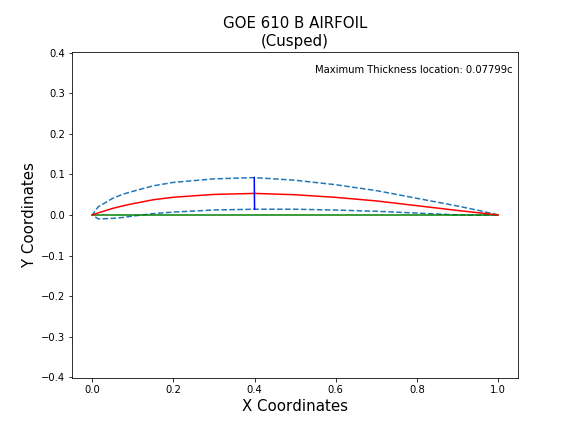 GOE 610 B AIRFOIL
(Cusped)
Maximum Thickness location: 0.07799c
Y Coordinates
0.4
0.3
0.2
0.1
0.0
−0.1
−0.2
−0.3
−0.4
0.0 0.2 0.4 0.6 0.8 1.0
X Coordinates